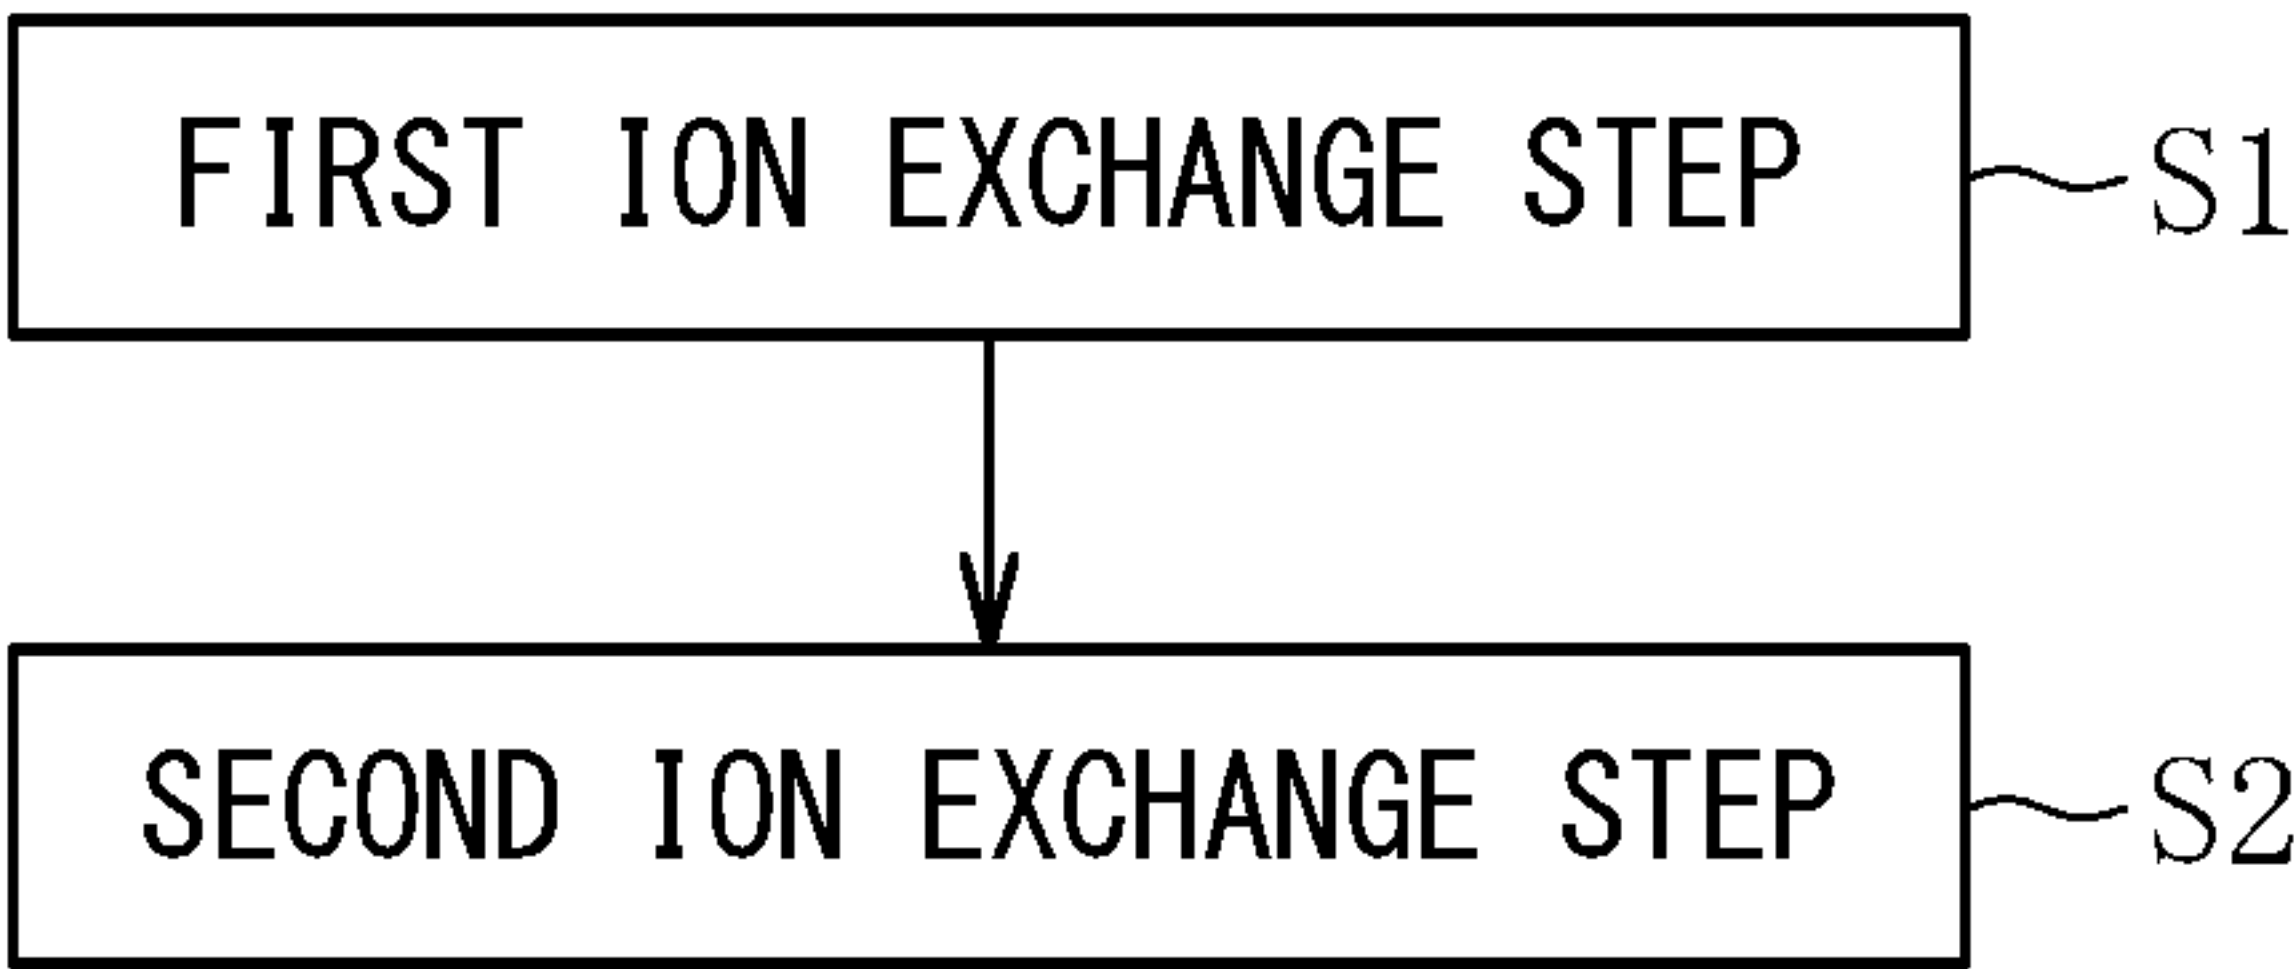 FIRST ION EXCHANGE STEP S1
SECOND ION EXCHANGE STEP S2